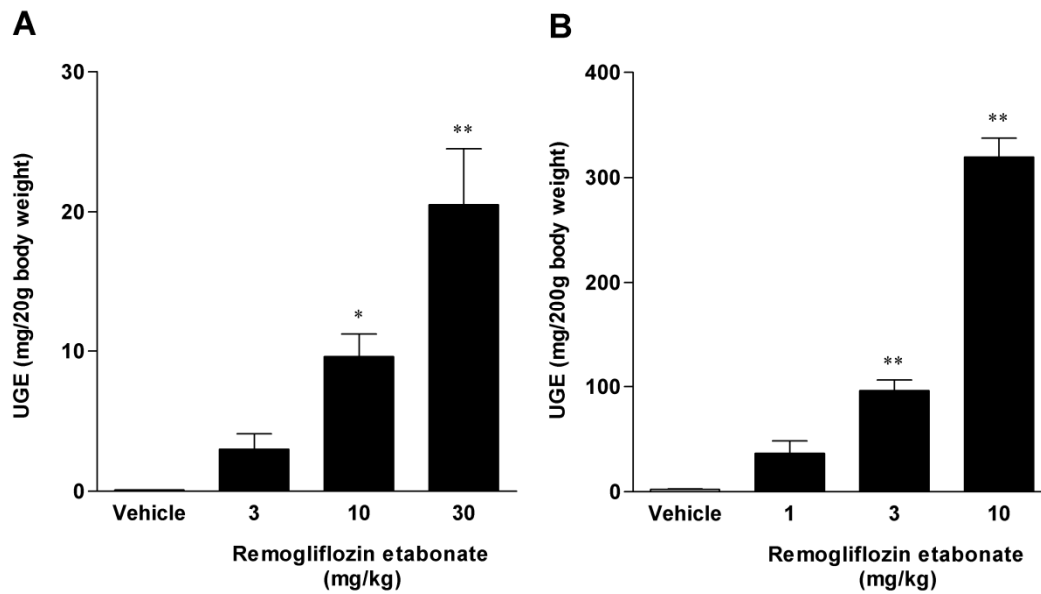 A
UGE (mg/20g body weight)
30
20
10
0
**
*
Vehicle 3 10 30
Remogliflozin etabonate
(mg/kg)
B
UGE (mg/200g body weight)
400
300
200
100
0
**
**
Vehicle 1 3 10
Remogliflozin etabonate
(mg/kg)